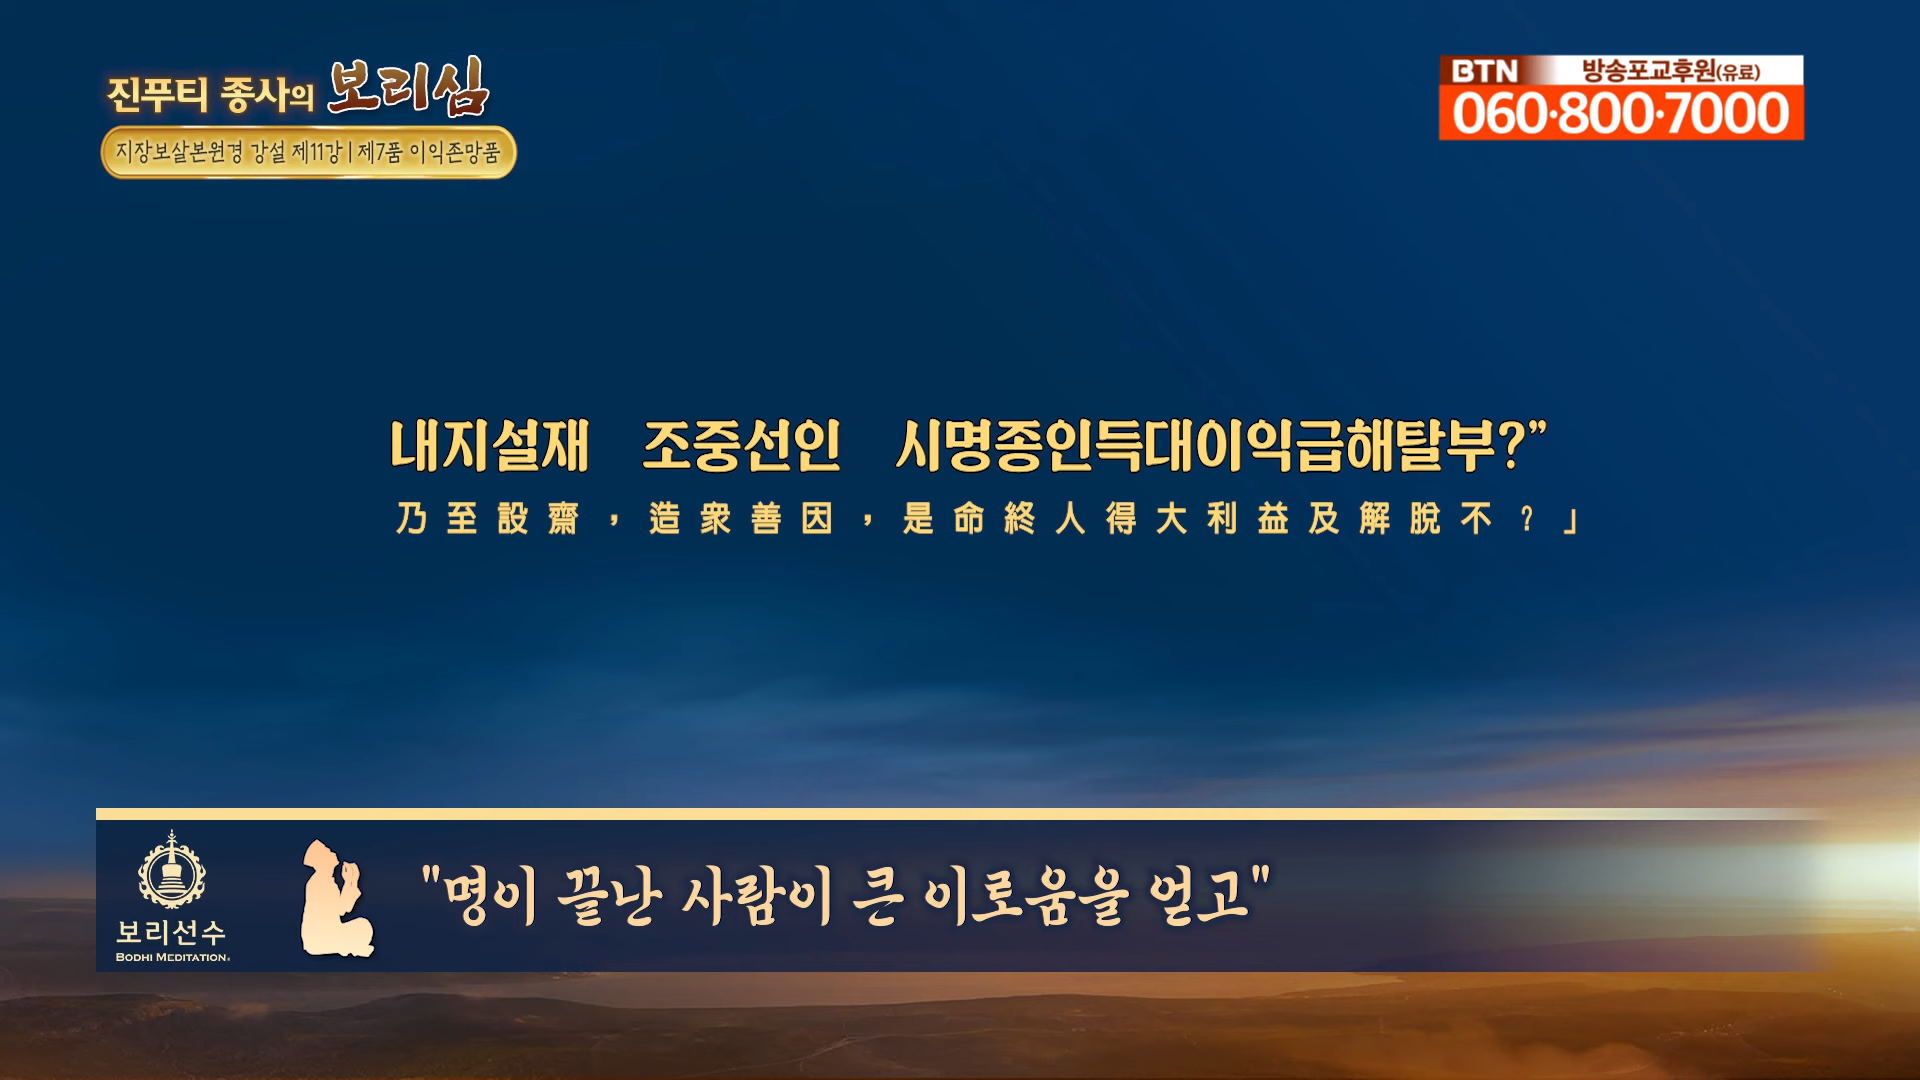 진푸티 종사의 보리심
지장보살본원경 강설 제11강 | 제7품 이익존망품
BTN 방송포교후원(유료)
060·800·7000
내지설재 조중선인 시명종인득대이익급해탈부?”
乃至設齋，造衆善因，是命終人得大利益及解脫不？」
"명이 끝난 사람이 큰 이로움을 얻고"
보리선수
BODHI MEDITATION